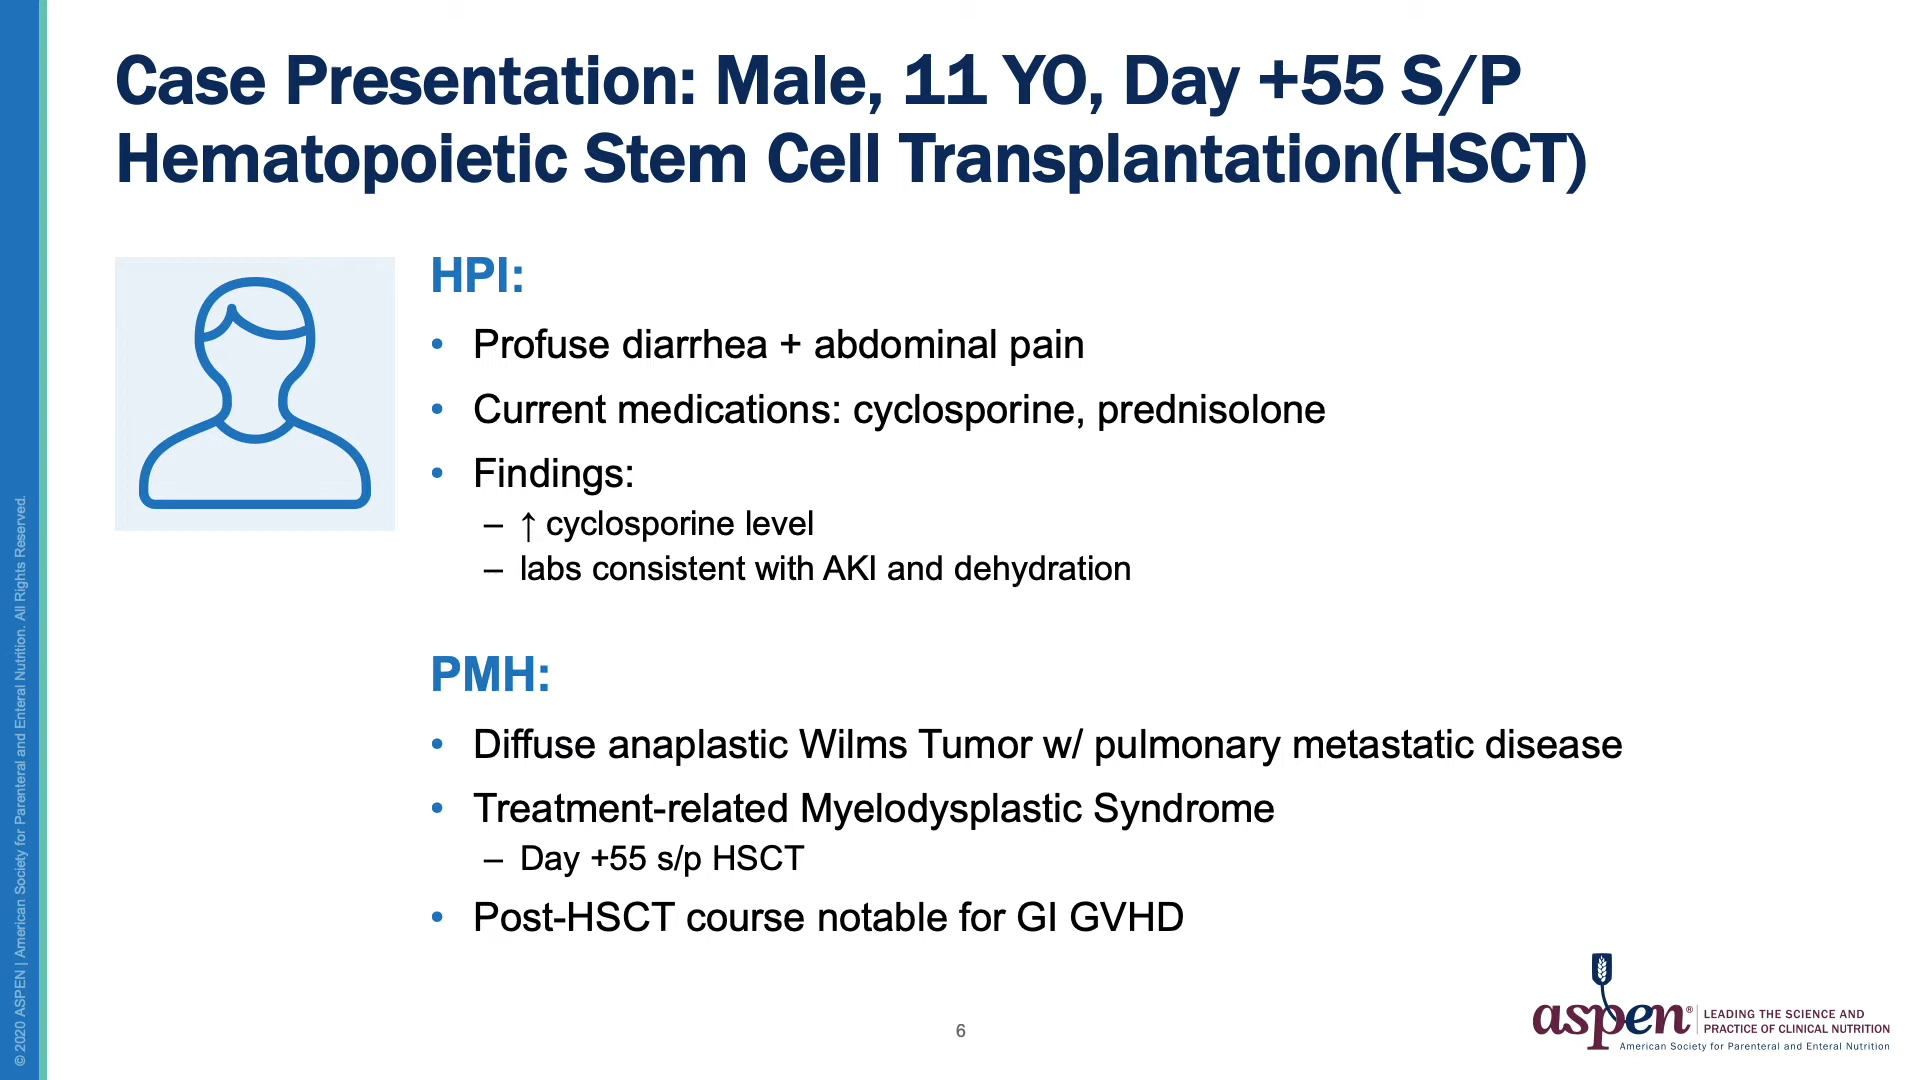 Case Presentation: Male, 11 YO, Day +55 S/P
Hematopoietic Stem Cell Transplantation(HSCT)
HPI:
• Profuse diarrhea + abdominal pain
• Current medications: cyclosporine, prednisolone
• Findings:
– ↑ cyclosporine level
– labs consistent with AKI and dehydration
PMH:
• Diffuse anaplastic Wilms Tumor w/ pulmonary metastatic disease
• Treatment-related Myelodysplastic Syndrome
– Day +55 s/p HSCT
• Post-HSCT course notable for GI GVHD
© 2020 ASPEN | American Society for Parenteral and Enteral Nutrition. All Rights Reserved.
6
aspen®
LEADING THE SCIENCE AND
PRACTICE OF CLINICAL NUTRITION
American Society for Parenteral and Enteral Nutrition